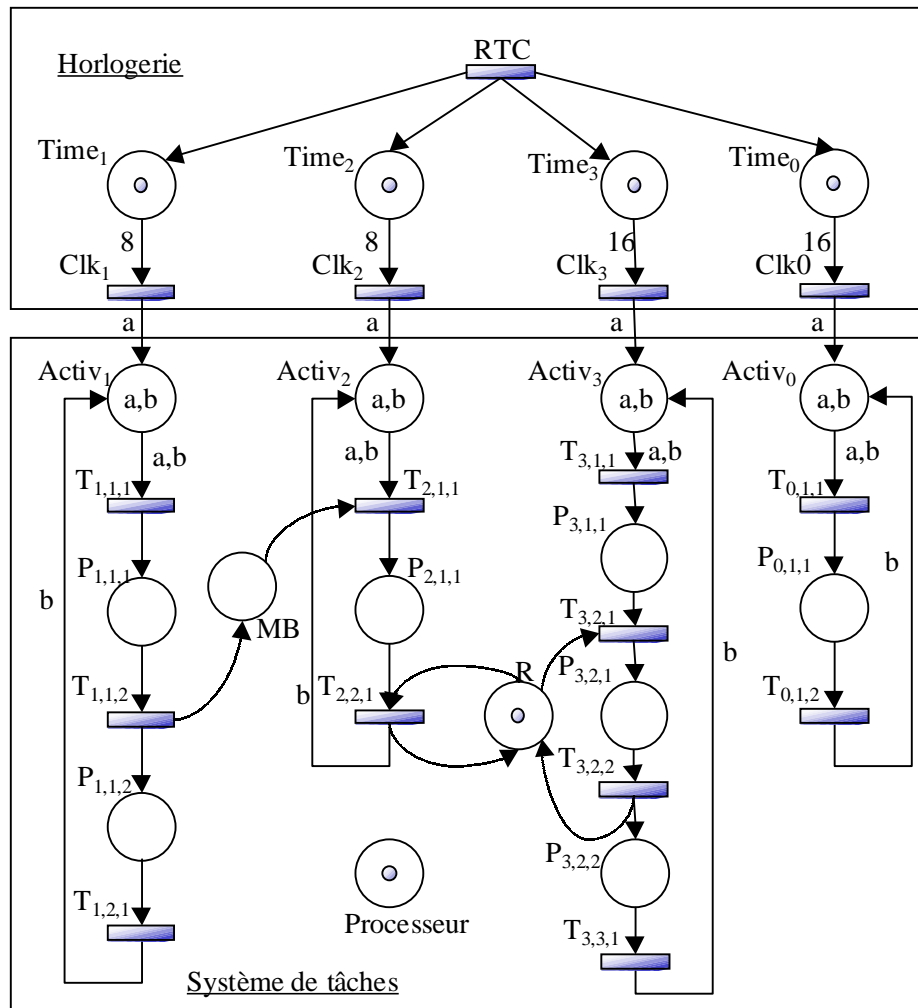 RTC
Horlogerie
Time₁
Time₂
Time₃
Time₀
8
8
16
16
Clk₁
Clk₂
Clk₃
Clk0
a
a
a
a
Activ₁
Activ₂
Activ₃
Activ₀
a,b
a,b
a,b
a,b
a,b
a,b
a,b
a,b
T₁,₁,₁
T₂,₁,₁
T₃,₁,₁
T₀,₁,₁
P₁,₁,₁
P₂,₁,₁
P₃,₁,₁
P₀,₁,₁
b
b
MB
T₃,₂,₁
b
P₃,₂,₁
R
T₁,₁,₂
b
T₂,₂,₁
T₀,₁,₂
P₁,₁,₂
T₃,₂,₂
P₃,₂,₂
T₁,₂,₁
Processeur
T₃,₃,₁
Système de tâches